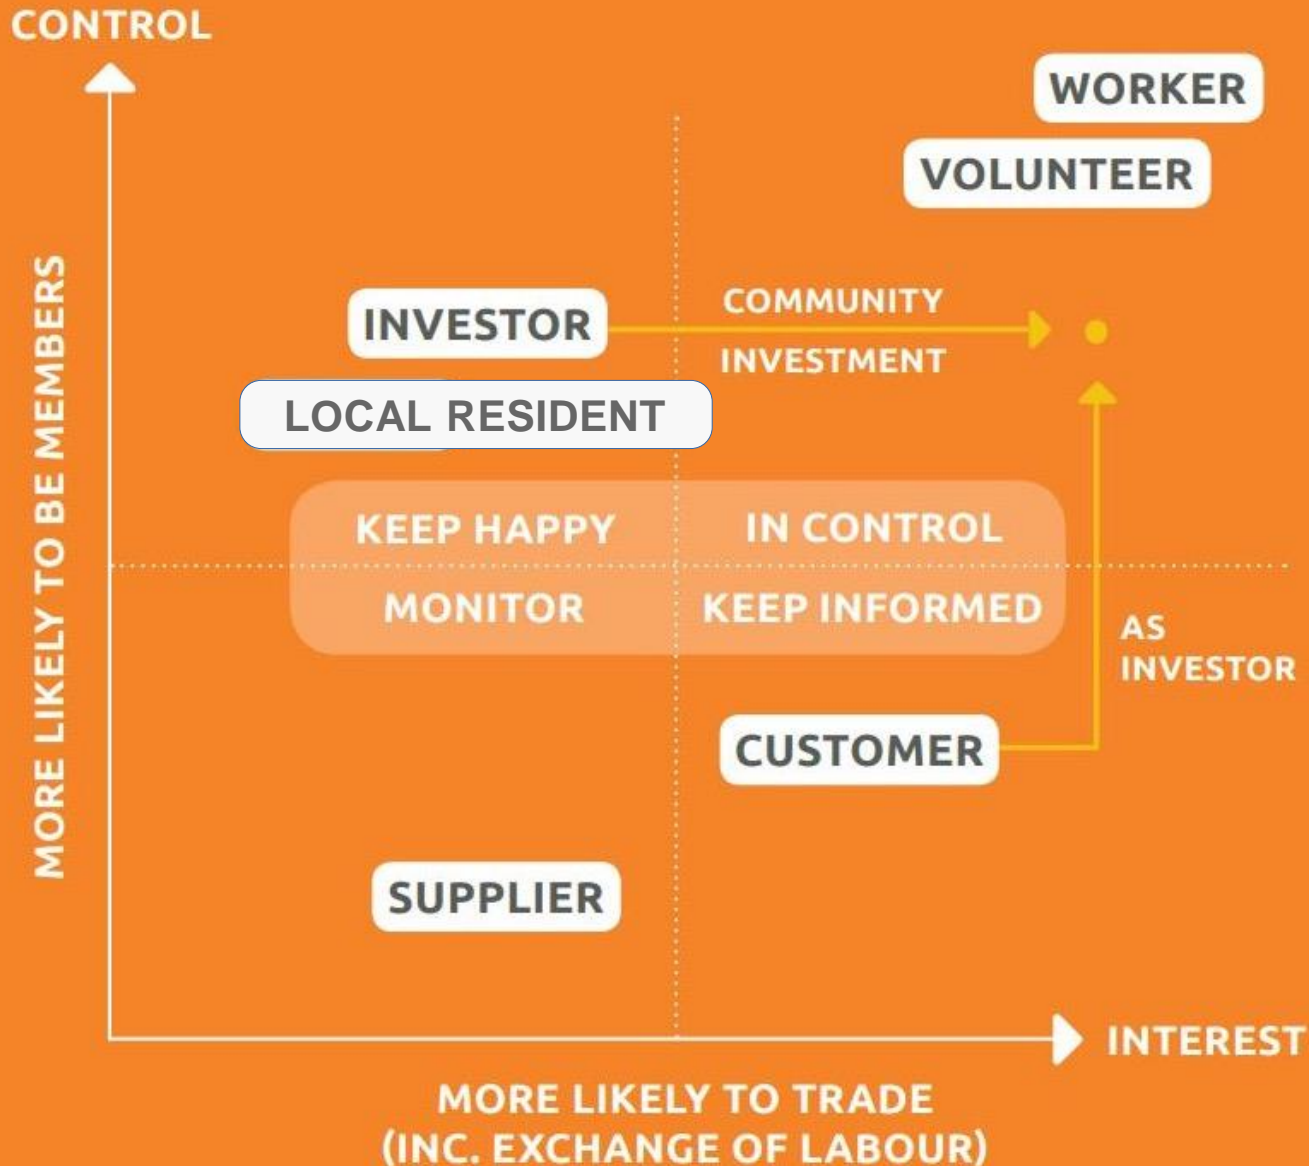 CONTROL
WORKER
VOLUNTEER
MORE LIKELY TO BE MEMBERS
INVESTOR
COMMUNITY
INVESTMENT
LOCAL RESIDENT
KEEP HAPPY
IN CONTROL
MONITOR
KEEP INFORMED
AS
INVESTOR
CUSTOMER
SUPPLIER
INTEREST
MORE LIKELY TO TRADE
(INC. EXCHANGE OF LABOUR)